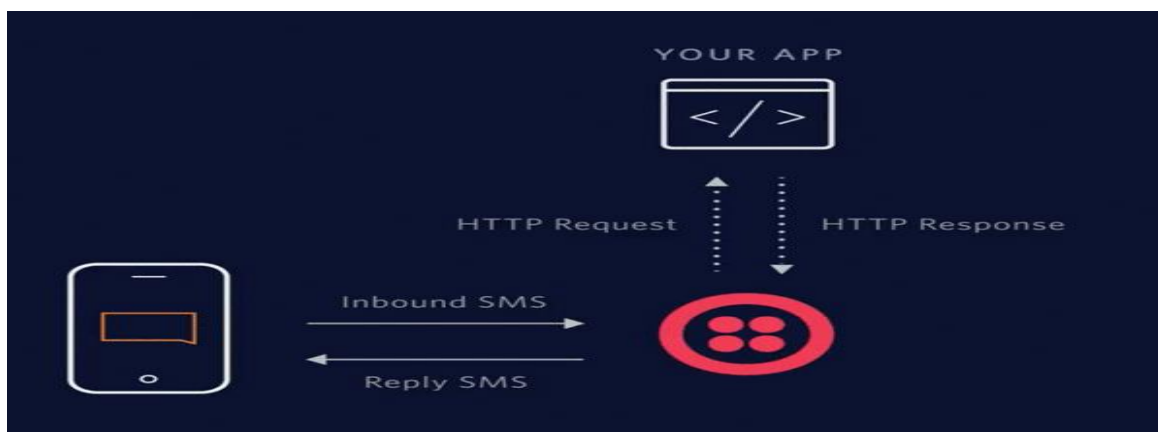 YOUR APP
</>
HTTP Request
HTTP Response
Inbound SMS
Reply SMS